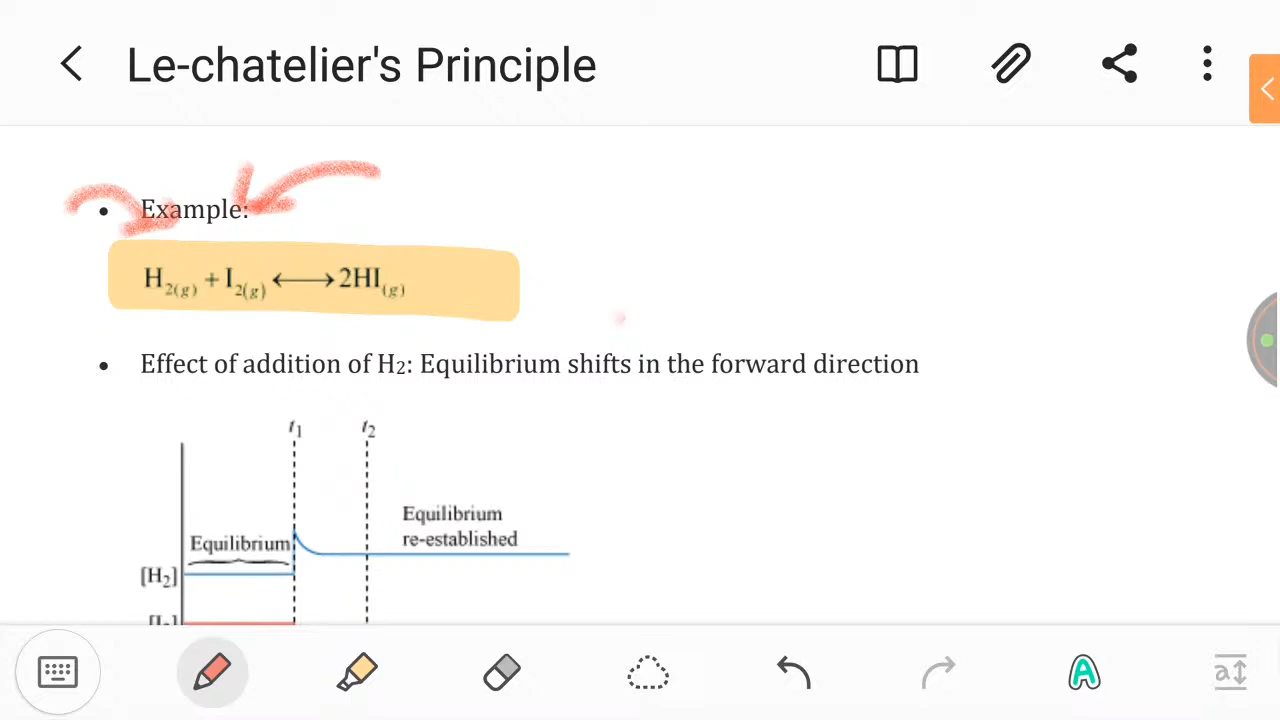 Le-chatelier's Principle
• Example:
H2(g) + I2(g) ⟷ 2HI(g)
• Effect of addition of H2: Equilibrium shifts in the forward direction
t1 t2
Equilibrium
re-established
Equilibrium
[H2]
A
a